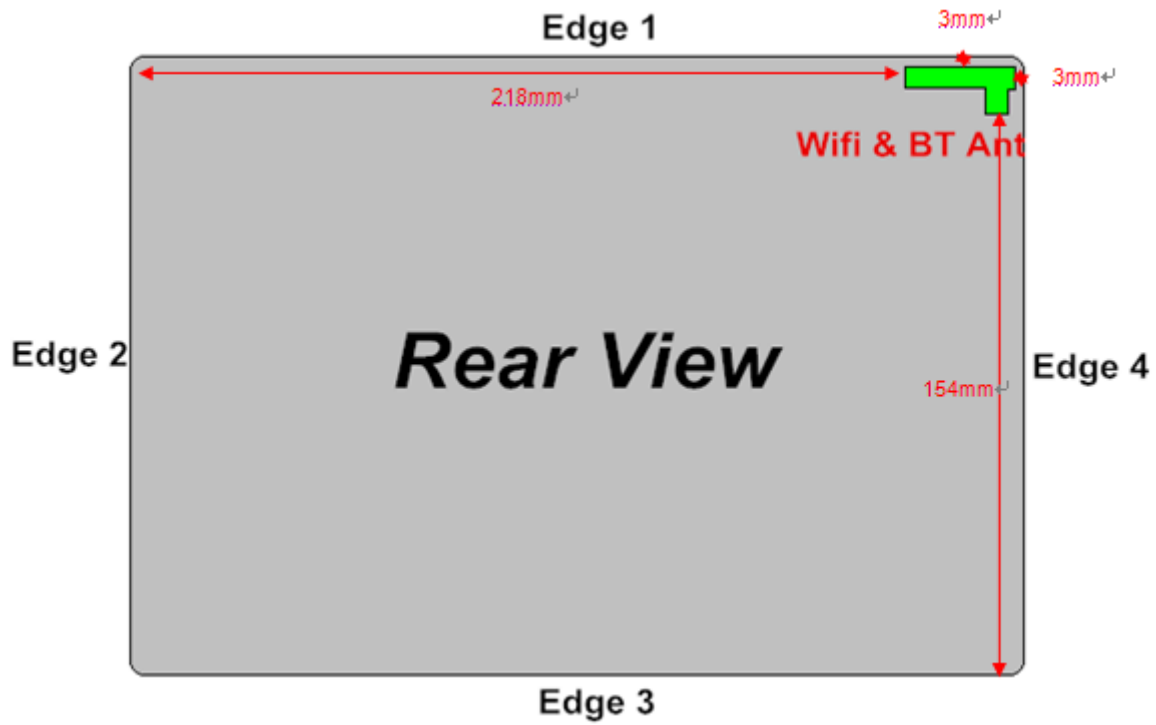 Edge 1
3mm
3mm
218mm
Wifi & BT Ant
Rear View
Edge 2
Edge 4
154mm
Edge 3